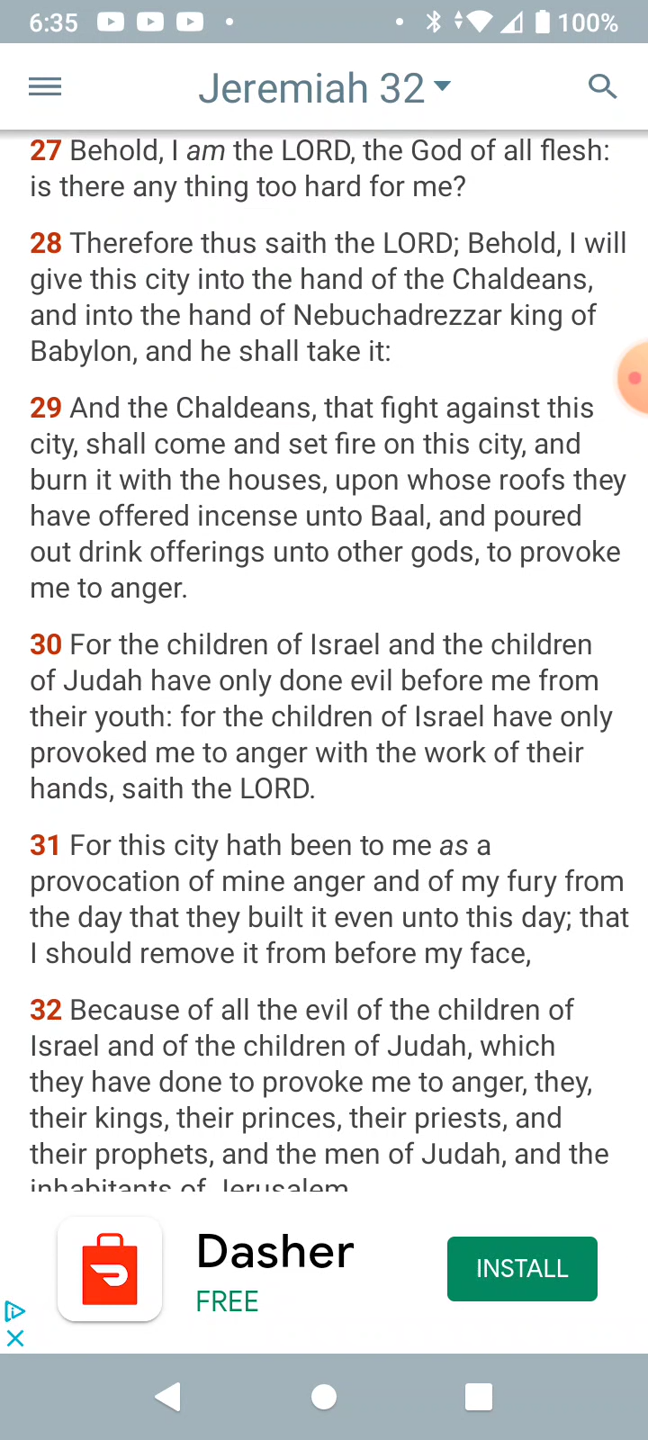 6:35
100%
Jeremiah 32
27 Behold, I am the LORD, the God of all flesh:
is there any thing too hard for me?
28 Therefore thus saith the LORD; Behold, I will
give this city into the hand of the Chaldeans,
and into the hand of Nebuchadrezzar king of
Babylon, and he shall take it:
29 And the Chaldeans, that fight against this
city, shall come and set fire on this city, and
burn it with the houses, upon whose roofs they
have offered incense unto Baal, and poured
out drink offerings unto other gods, to provoke
me to anger.
30 For the children of Israel and the children
of Judah have only done evil before me from
their youth: for the children of Israel have only
provoked me to anger with the work of their
hands, saith the LORD.
31 For this city hath been to me as a
provocation of mine anger and of my fury from
the day that they built it even unto this day; that
I should remove it from before my face,
32 Because of all the evil of the children of
Israel and of the children of Judah, which
they have done to provoke me to anger, they,
their kings, their princes, their priests, and
their prophets, and the men of Judah, and the
inhabitants of Jerusalem
Dasher
FREE
INSTALL